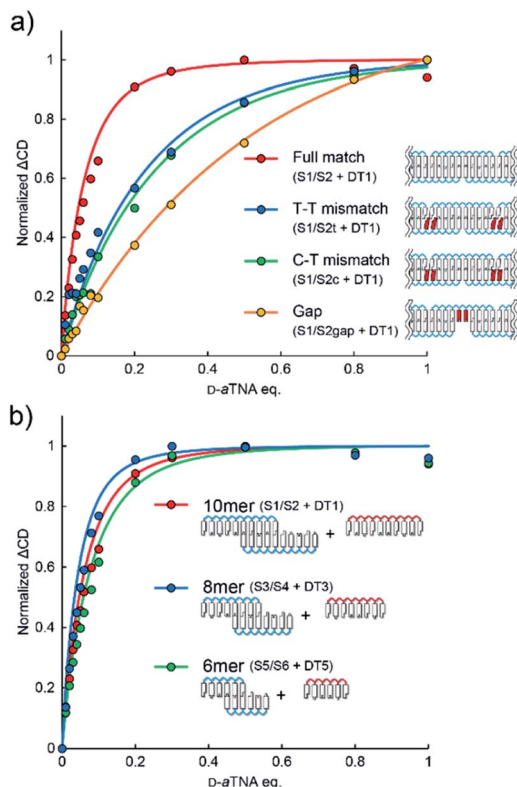 a)
Normalized ΔCD
1
0.8
0.6
0.4
0.2
0
0 0.2 0.4 0.6 0.8 1
D-aTNA eq.
Full match
(S1/S2 + DT1)
T-T mismatch
(S1/S2t + DT1)
C-T mismatch
(S1/S2c + DT1)
Gap
(S1/S2gap + DT1)
b)
Normalized ΔCD
1
0.8
0.6
0.4
0.2
0
0 0.2 0.4 0.6 0.8 1
D-aTNA eq.
10mer (S1/S2 + DT1)
+
8mer (S3/S4 + DT3)
+
6mer (S5/S6 + DT5)
+